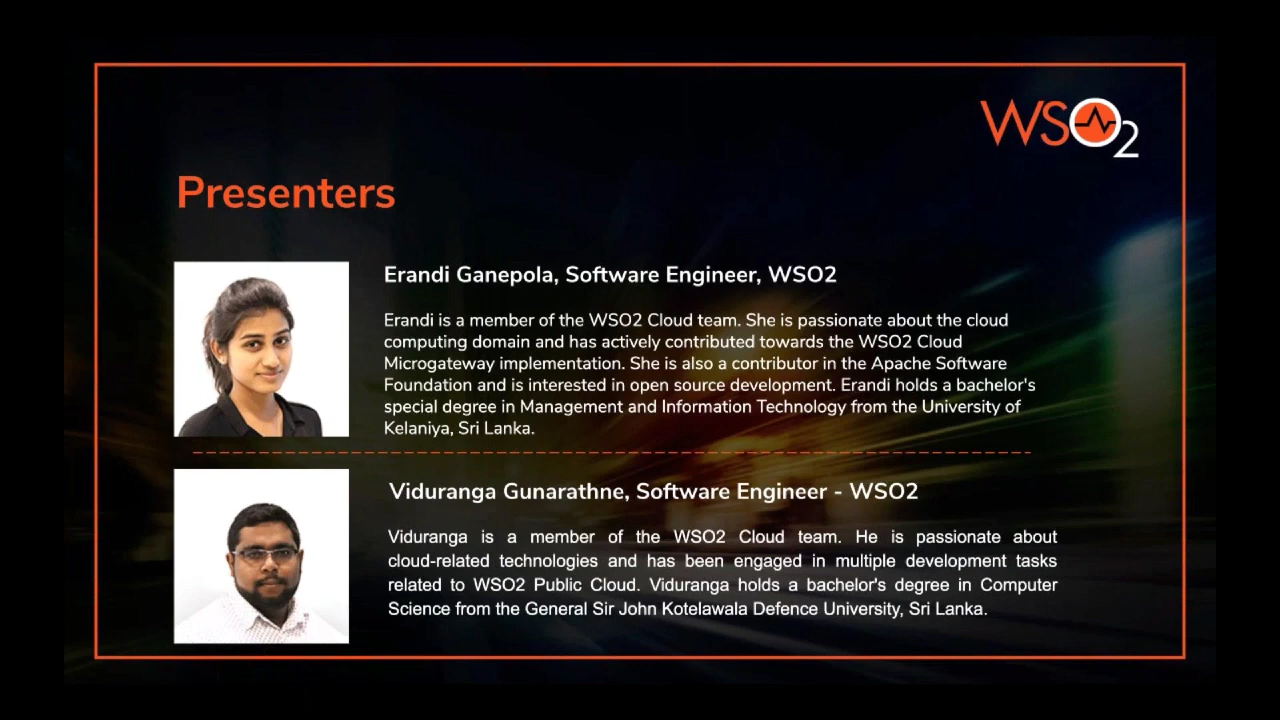 WSO2
Presenters
Erandi Ganepola, Software Engineer, WSO2
Erandi is a member of the WSO2 Cloud team. She is passionate about the cloud
computing domain and has actively contributed towards the WSO2 Cloud
Microgateway implementation. She is also a contributor in the Apache Software
Foundation and is interested in open source development. Erandi holds a bachelor's
special degree in Management and Information Technology from the University of
Kelaniya, Sri Lanka.
Viduranga Gunarathne, Software Engineer - WSO2
Viduranga is a member of the WSO2 Cloud team. He is passionate about
cloud-related technologies and has been engaged in multiple development tasks
related to WSO2 Public Cloud. Viduranga holds a bachelor's degree in Computer
Science from the General Sir John Kotelawala Defence University, Sri Lanka.